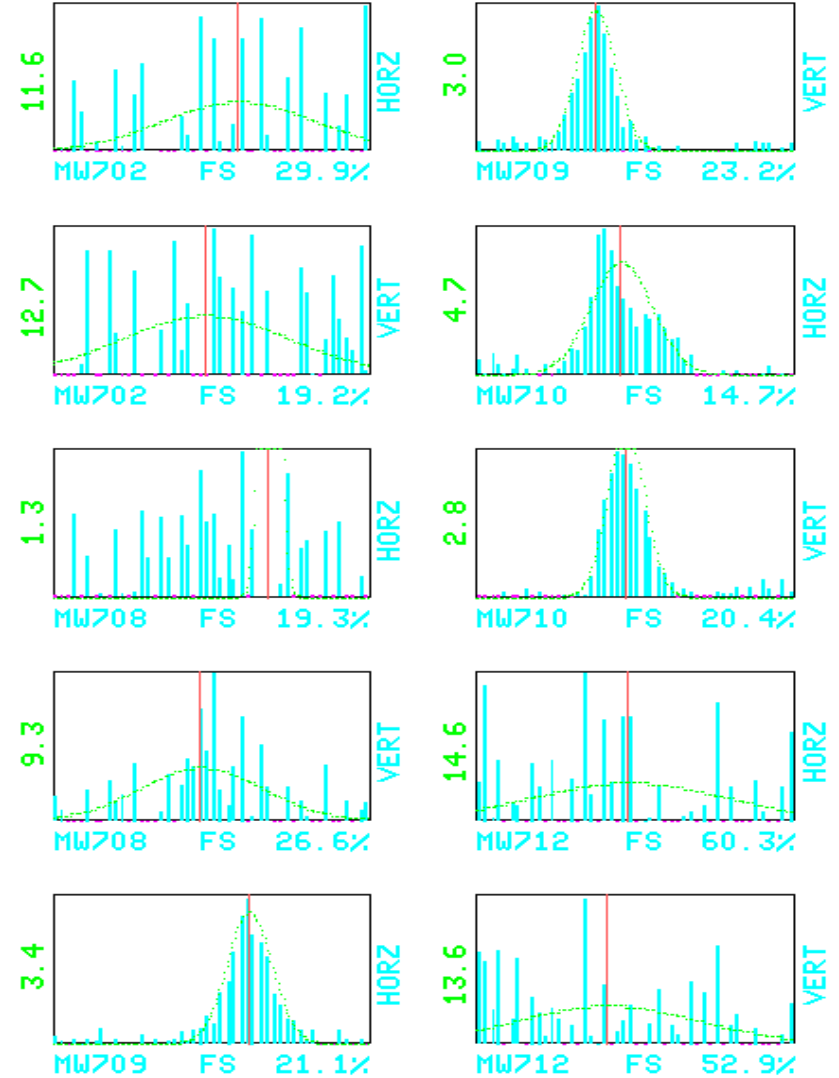 11.6 HORZ
MW702 FS 29.9%
12.7 VERT
MW702 FS 19.2%
1.3 HORZ
MW708 FS 19.3%
9.3 VERT
MW708 FS 26.6%
3.4 HORZ
MW709 FS 21.1%
3.0 VERT
MW709 FS 23.2%
4.7 HORZ
MW710 FS 14.7%
2.8 VERT
MW710 FS 20.4%
14.6 HORZ
MW712 FS 60.3%
13.6 VERT
MW712 FS 52.9%